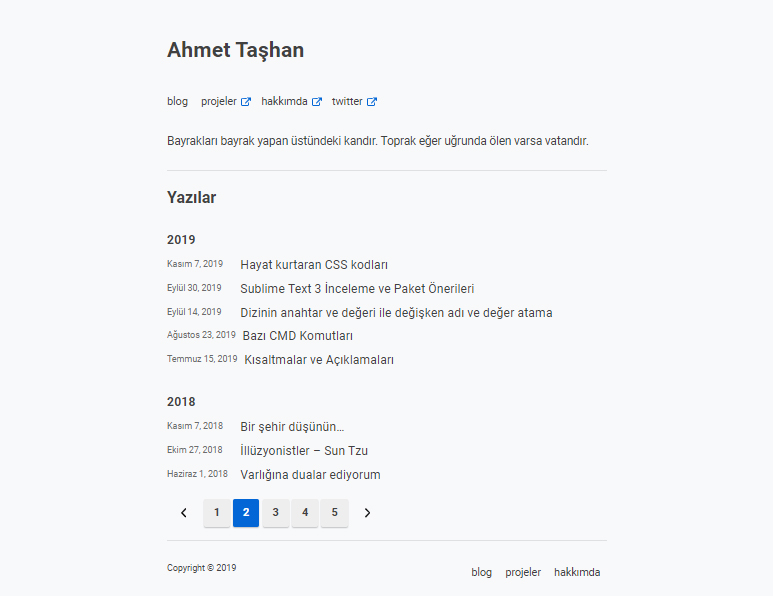 Ahmet Taşhan
blog projeler hakkımda twitter
Bayrakları bayrak yapan üstündeki kandır. Toprak eğer uğrunda ölen varsa vatandır.
Yazılar
2019
Kasım 7, 2019 Hayat kurtaran CSS kodları
Eylül 30, 2019 Sublime Text 3 İnceleme ve Paket Önerileri
Eylül 14, 2019 Dizinin anahtar ve değeri ile değişken adı ve değer atama
Ağustos 23, 2019 Bazı CMD Komutları
Temmuz 15, 2019 Kısaltmalar ve Açıklamaları
2018
Kasım 7, 2018 Bir şehir düşünün…
Ekim 27, 2018 İllüzyonistler – Sun Tzu
Haziran 1, 2018 Varlığına dualar ediyorum
1 2 3 4 5
Copyright © 2019 blog projeler hakkımda